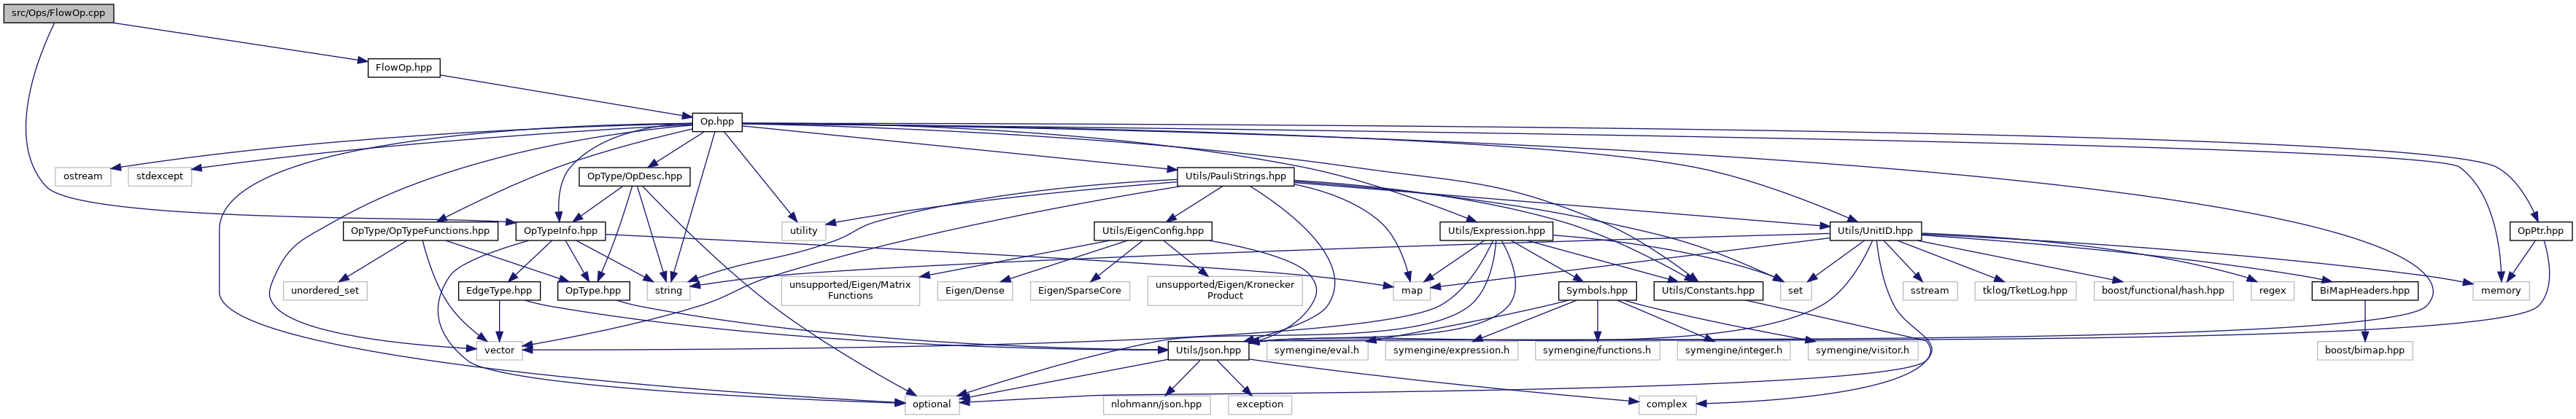 src/Ops/FlowOp.cpp
FlowOp.hpp
Op.hpp
ostream
stdexcept
OpType/OpDesc.hpp
Utils/PauliStrings.hpp
OpType/OpTypeFunctions.hpp
OpTypeInfo.hpp
utility
Utils/EigenConfig.hpp
Utils/Expression.hpp
Utils/UnitID.hpp
OpPtr.hpp
unordered_set
EdgeType.hpp
OpType.hpp
string
unsupported/Eigen/Matrix
Functions
Eigen/Dense
Eigen/SparseCore
unsupported/Eigen/Kronecker
Product
map
Symbols.hpp
Utils/Constants.hpp
set
sstream
tklog/TketLog.hpp
boost/functional/hash.hpp
regex
BiMapHeaders.hpp
memory
vector
Utils/Json.hpp
symengine/eval.h
symengine/expression.h
symengine/functions.h
symengine/integer.h
symengine/visitor.h
boost/bimap.hpp
optional
nlohmann/json.hpp
exception
complex